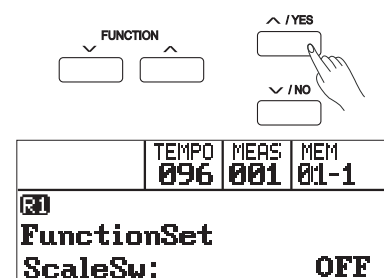 ∧ / YES
FUNCTION
∨ ∧
∨ / NO
TEMPO MEAS MEM
096 001 01-1
R1
FunctionSet
ScaleSw: OFF